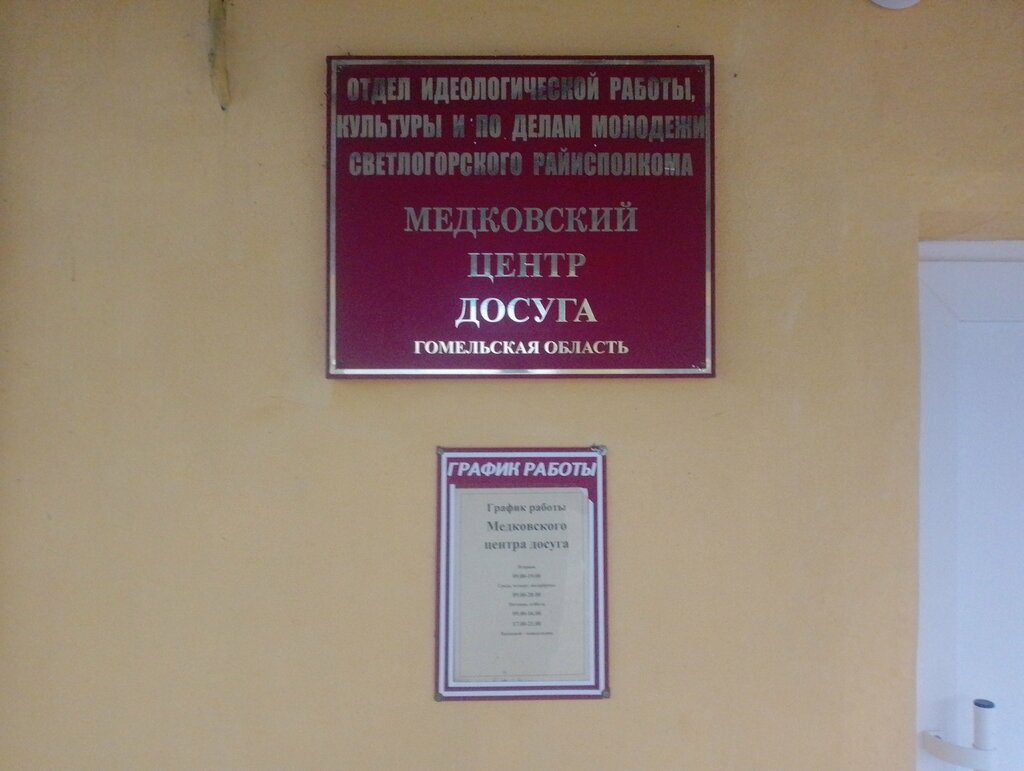 ОТДЕЛ ИДЕОЛОГИЧЕСКОЙ РАБОТЫ,
КУЛЬТУРЫ И ПО ДЕЛАМ МОЛОДЕЖИ
СВЕТЛОГОРСКОГО РАЙИСПОЛКОМА
МЕДКОВСКИЙ
ЦЕНТР
ДОСУГА
ГОМЕЛЬСКАЯ ОБЛАСТЬ
ГРАФИК РАБОТЫ
График работы
Медковского
центра досуга